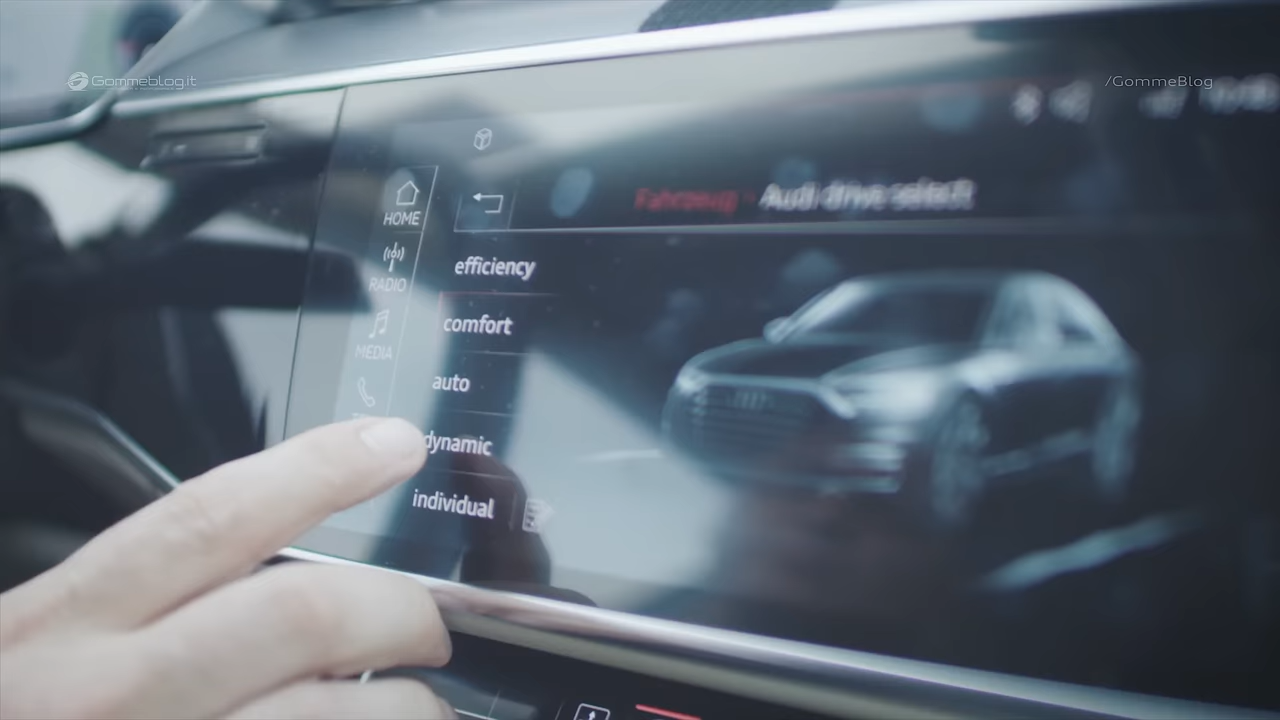 Gommeblog.it
/GommeBlog
Fahrzeug · Audi drive select
HOME
RADIO
MEDIA
efficiency
comfort
auto
dynamic
individual